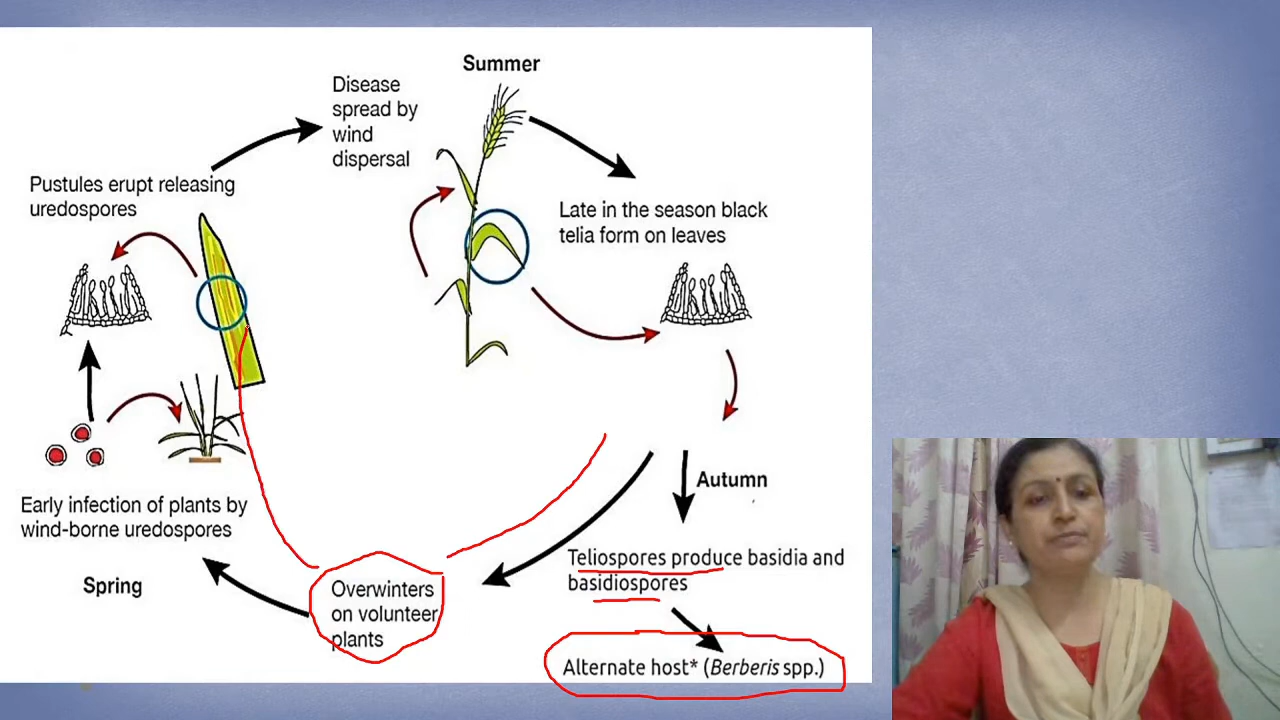 Summer
Disease
spread by
wind
dispersal
Pustules erupt releasing
uredospores
Late in the season black
telia form on leaves
Autumn
Early infection of plants by
wind-borne uredospores
Spring
Overwinters
on volunteer
plants
Teliospores produce basidia and
basidiospores
Alternate host* (Berberis spp.)